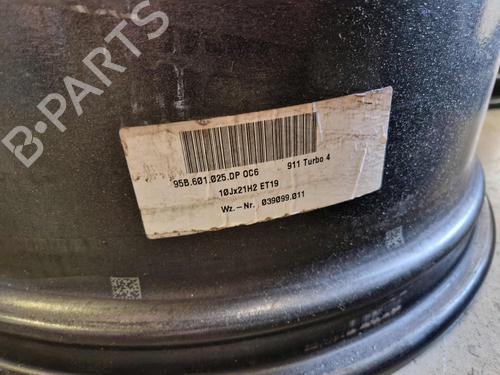 B-PARTS
95B.601.025.DP OC6 911 Turbo 4
10Jx21H2 ET19
Wz.-Nr. 039099.011